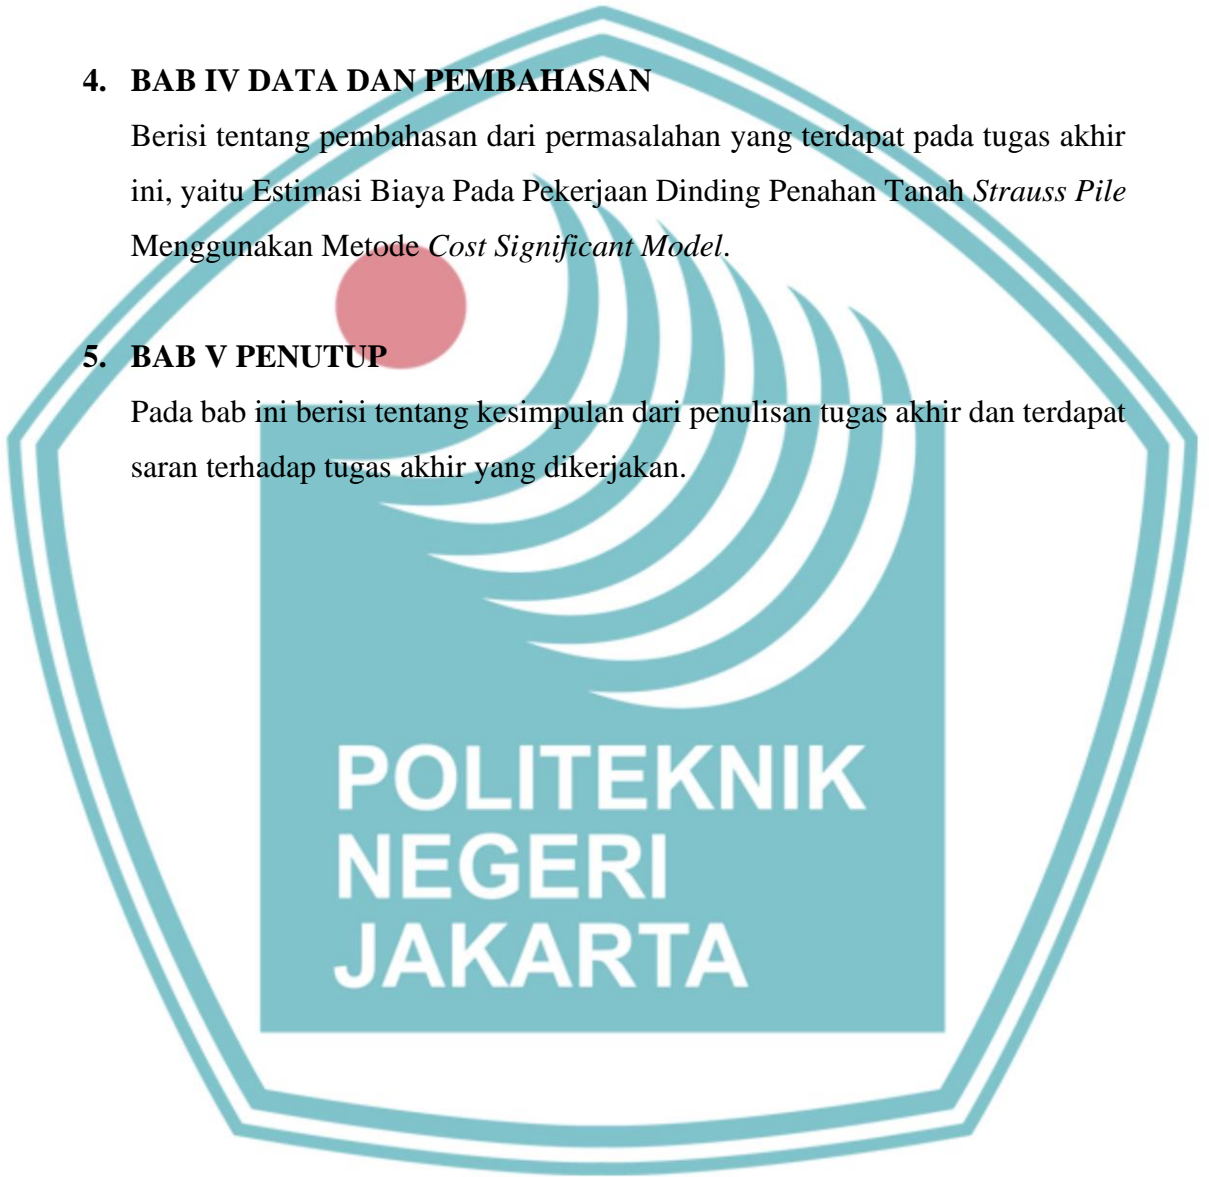 4. BAB IV DATA DAN PEMBAHASAN
Berisi tentang pembahasan dari permasalahan yang terdapat pada tugas akhir
ini, yaitu Estimasi Biaya Pada Pekerjaan Dinding Penahan Tanah Strauss Pile
Menggunakan Metode Cost Significant Model.
5. BAB V PENUTUP
Pada bab ini berisi tentang kesimpulan dari penulisan tugas akhir dan terdapat
saran terhadap tugas akhir yang dikerjakan.
POLITEKNIK
NEGERI
JAKARTA